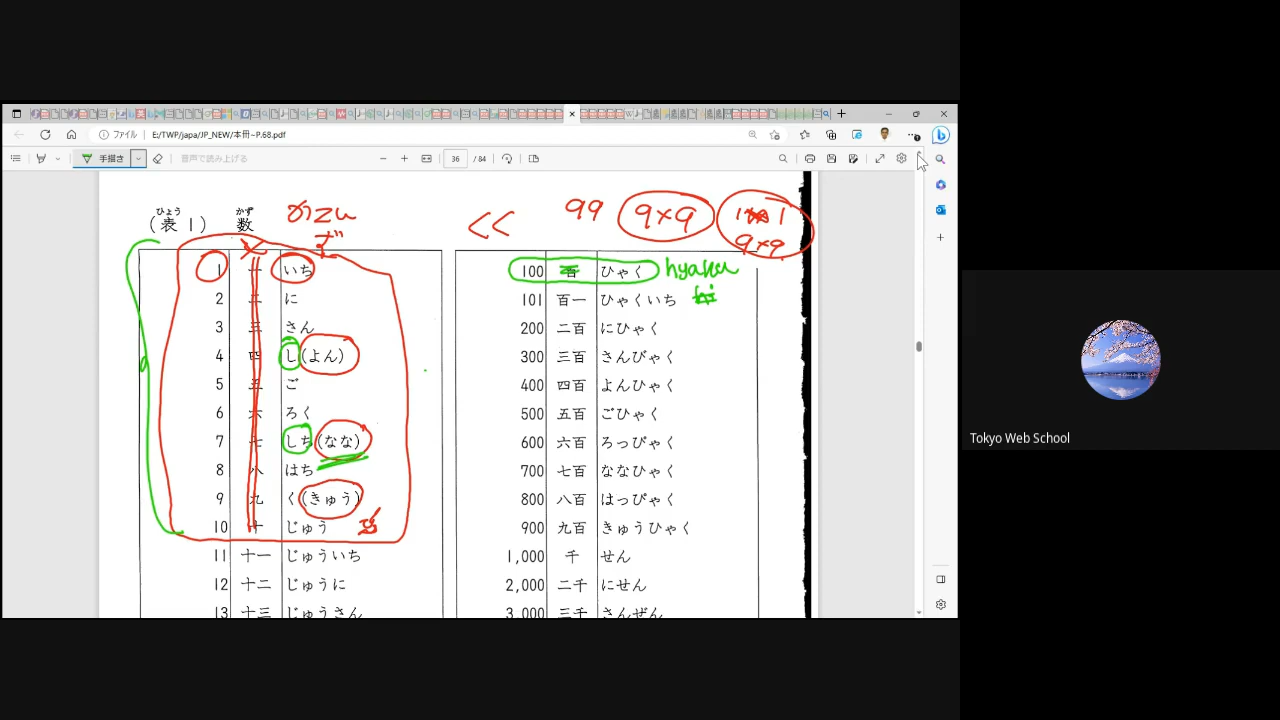 ファイル E:/TWP/japa/JP_NEW/本冊~P.68.pdf
手描き 音声で読み上げる 36 / 84
ひょう かず
(表1) 数
<< 99 9×9
1 1
9×9
1 一 いち
2 二 に
3 三 さん
4 四 し(よん)
5 五 ご
6 六 ろく
7 七 しち(なな)
8 八 はち
9 九 く(きゅう)
10 十 じゅう
11 十一 じゅういち
12 十二 じゅうに
13 十三 じゅうさん
100 百 ひゃく hyaku
101 百一 ひゃくいち
200 二百 にひゃく
300 三百 さんびゃく
400 四百 よんひゃく
500 五百 ごひゃく
600 六百 ろっぴゃく
700 七百 ななひゃく
800 八百 はっぴゃく
900 九百 きゅうひゃく
1,000 千 せん
2,000 二千 にせん
3,000 三千 さんぜん
Tokyo Web School